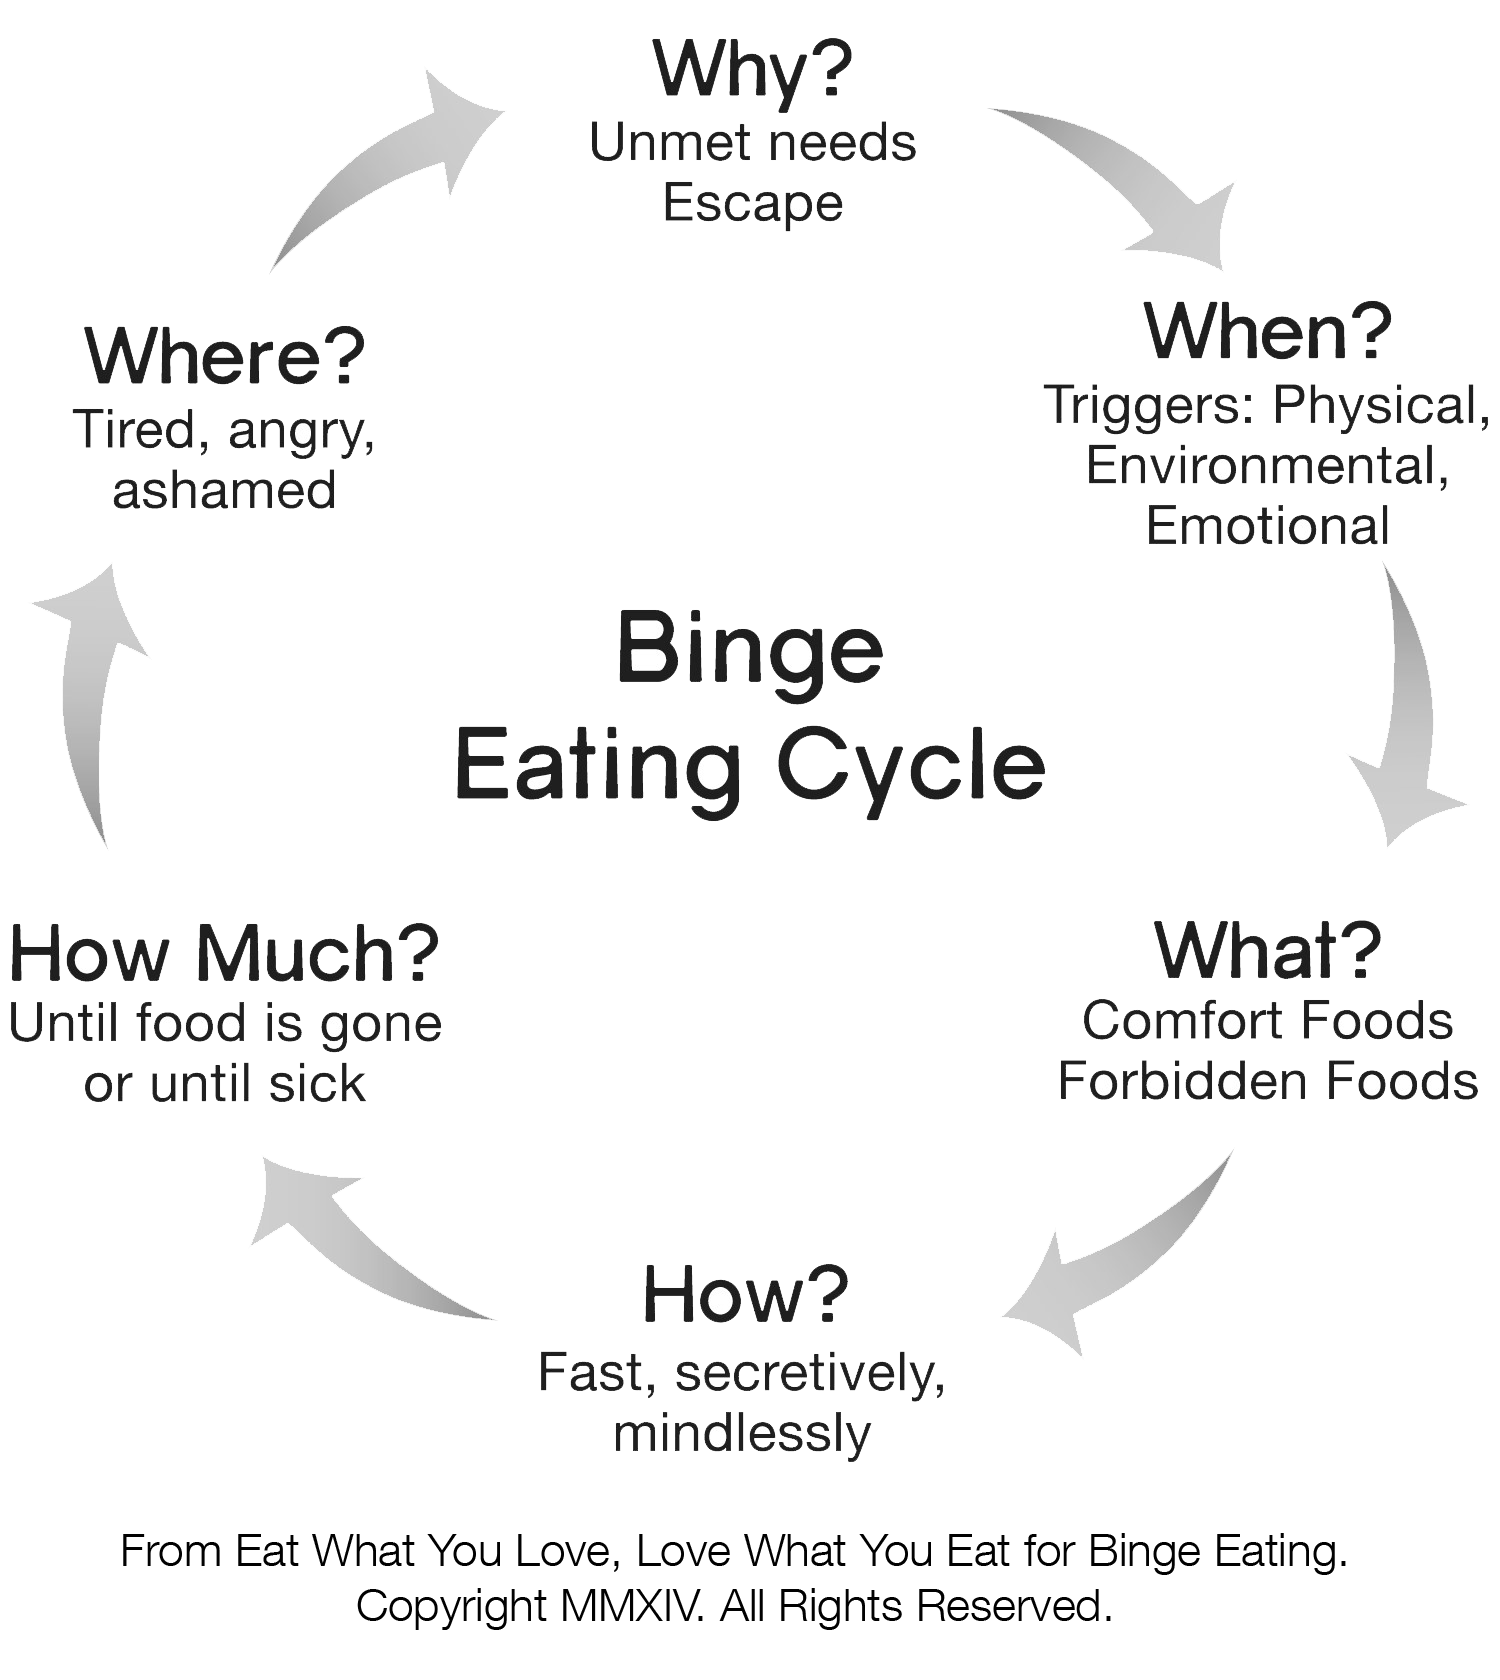 Why?
Unmet needs
Escape
When?
Triggers: Physical,
Environmental,
Emotional
What?
Comfort Foods
Forbidden Foods
How?
Fast, secretively,
mindlessly
How Much?
Until food is gone
or until sick
Where?
Tired, angry,
ashamed
Binge
Eating Cycle
From Eat What You Love, Love What You Eat for Binge Eating.
Copyright MMXIV. All Rights Reserved.